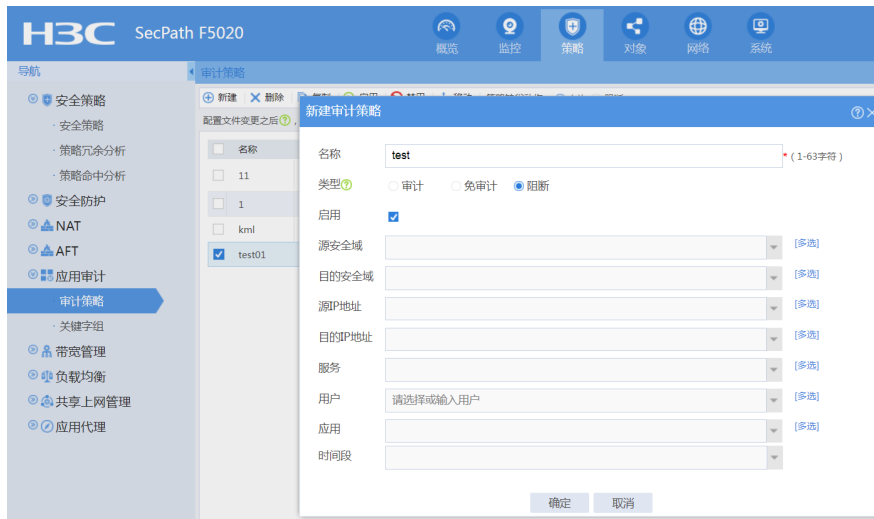 H3C SecPath F5020
概览 监控 策略 对象 网络 系统
导航
审计策略
安全策略
· 安全策略
· 策略冗余分析
· 策略命中分析
安全防护
NAT
AFT
应用审计
· 审计策略
· 关键字组
带宽管理
负载均衡
共享上网管理
应用代理
新建 删除
配置文件变更之后
名称
11
1
kml
test01
新建审计策略
名称 test * ( 1-63字符 )
类型 审计 免审计 阻断
启用
源安全域 [多选]
目的安全域 [多选]
源IP地址 [多选]
目的IP地址 [多选]
服务 [多选]
用户 请选择或输入用户 [多选]
应用 [多选]
时间段
确定 取消